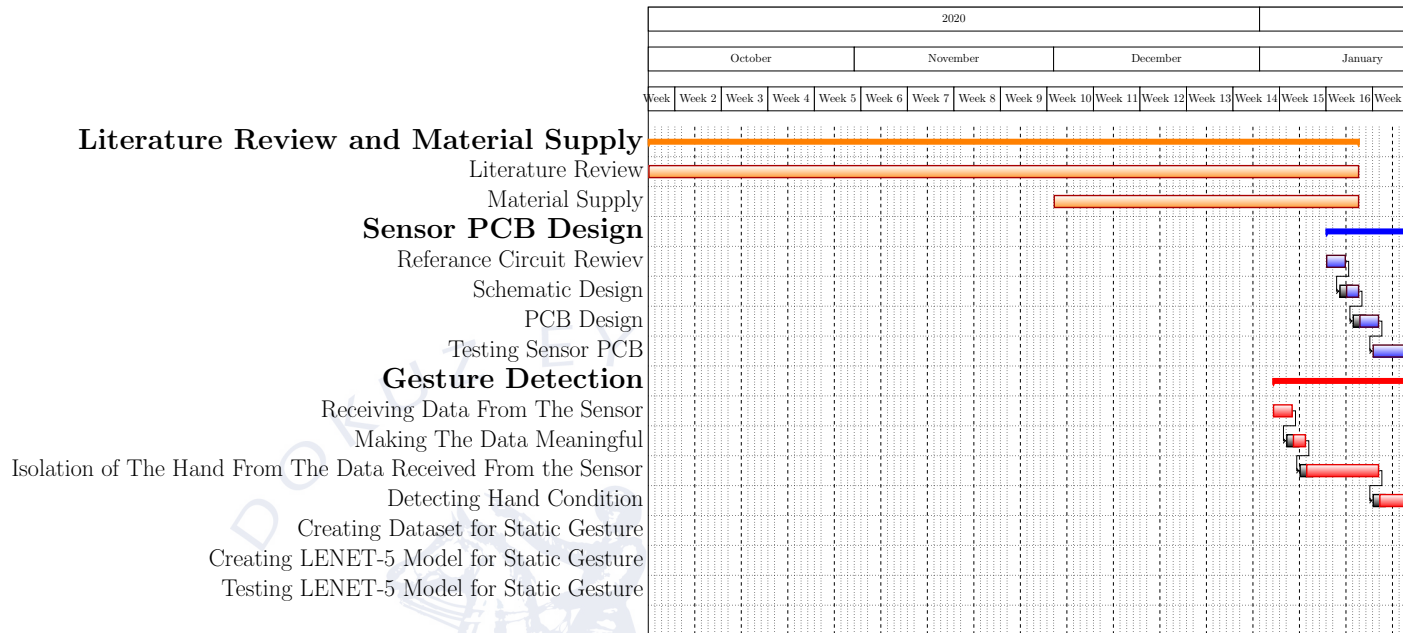 2020
October November December January
Week Week 2 Week 3 Week 4 Week 5 Week 6 Week 7 Week 8 Week 9 Week 10 Week 11 Week 12 Week 13 Week 14 Week 15 Week 16 Week
Literature Review and Material Supply
Literature Review
Material Supply
Sensor PCB Design
Referance Circuit Rewiev
Schematic Design
PCB Design
Testing Sensor PCB
Gesture Detection
Receiving Data From The Sensor
Making The Data Meaningful
Isolation of The Hand From The Data Received From the Sensor
Detecting Hand Condition
Creating Dataset for Static Gesture
Creating LENET-5 Model for Static Gesture
Testing LENET-5 Model for Static Gesture
DOKUZ EY